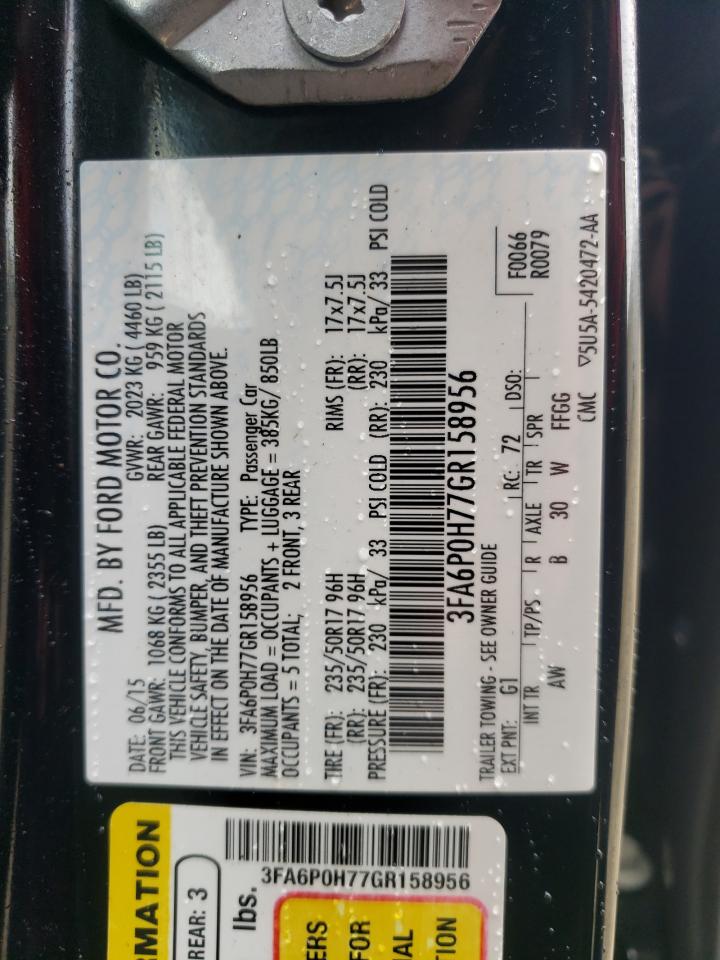 MFD. BY FORD MOTOR CO.
DATE: 06/15 GVWR: 2023 KG ( 4460 LB)
FRONT GAWR: 1068 KG ( 2355 LB) REAR GAWR: 959 KG ( 2115 LB)
THIS VEHICLE CONFORMS TO ALL APPLICABLE FEDERAL MOTOR
VEHICLE SAFETY, BUMPER, AND THEFT PREVENTION STANDARDS
IN EFFECT ON THE DATE OF MANUFACTURE SHOWN ABOVE.
VIN: 3FA6P0H77GR158956 TYPE: Passenger Car
MAXIMUM LOAD = OCCUPANTS + LUGGAGE = 385KG/ 850LB
OCCUPANTS = 5 TOTAL: 2 FRONT, 3 REAR
TIRE (FR): 235/50R17 96H RIMS (FR): 17x7.5J
(RR): 235/50R17 96H (RR): 17x7.5J
PRESSURE (FR): 230 kPa/ 33 PSI COLD (RR): 230 kPa/ 33 PSI COLD
3FA6P0H77GR158956
TRAILER TOWING - SEE OWNER GUIDE
F0066
EXT PNT: G1 RC: 72 DSO: R0079
INT TR TP/PS R AXLE TR SPR
AW B 30 W FFGG
CMC ▽5U5A-5420472-AA
RMATION
REAR: 3
lbs.
3FA6P0H77GR158956
ERS
FOR
AL
TION